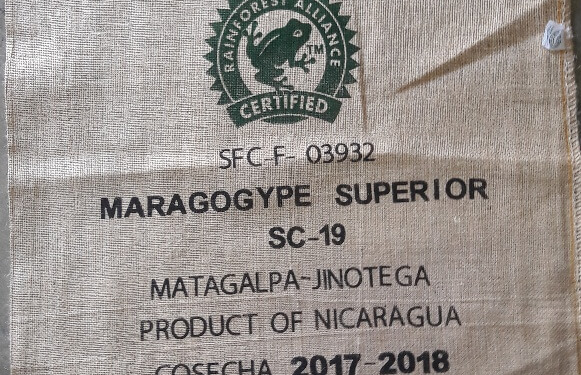 RAINFOREST ALLIANCE
TM
CERTIFIED
SFC-F- 03932
MARAGOGYPE SUPERIOR
SC-19
MATAGALPA-JINOTEGA
PRODUCT OF NICARAGUA
COSECHA 2017-2018